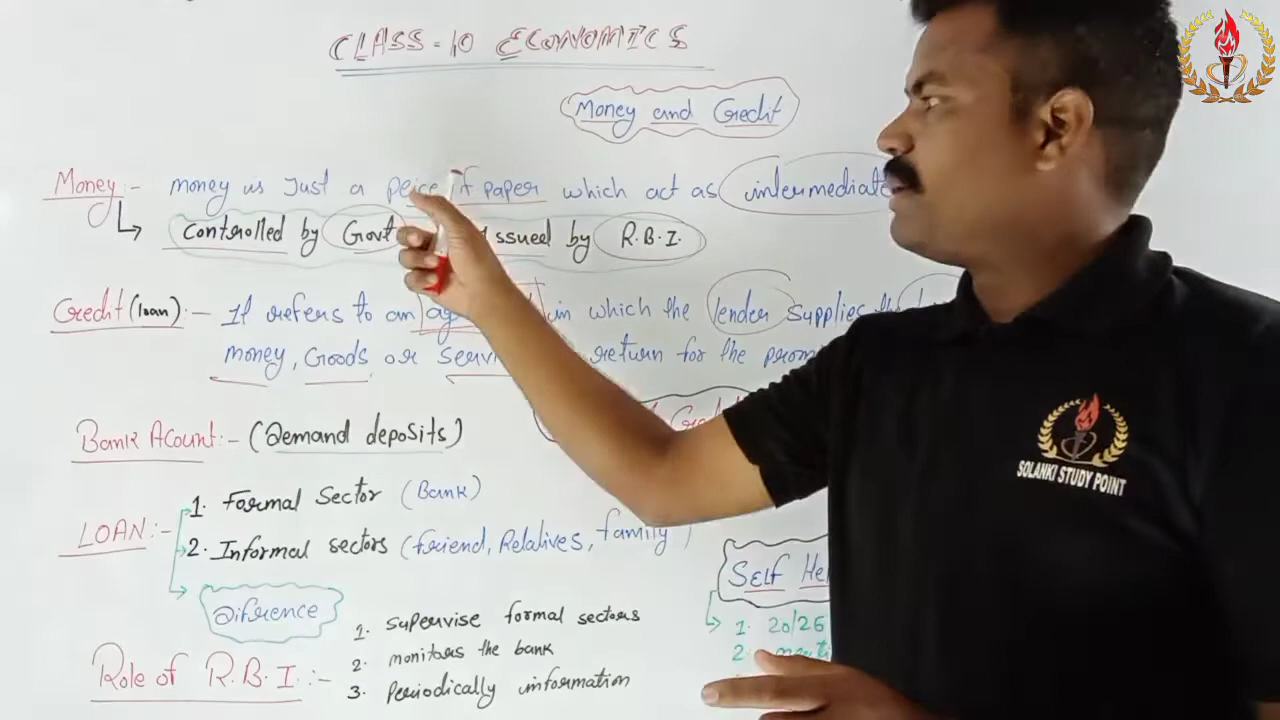 CLASS - 10 ECONOMICS
Money and Credit
Money :- money is Just a peice of paper which act as intermediate
Controlled by Govt issued by R.B.I.
Credit (loan) :- It refers to an in which the lender Supplies the
money, Goods or return for the
Bank Acount :- (Demand deposits)
LOAN :-
1. Formal Sector (Bank)
2. Informal sectors (friend, Relatives, family)
Diference
Role of R.B.I. :-
1. Supervise formal sectors
2. monitors the bank
3. Periodically information
SELF
1. 20/25
2.
SOLANKI STUDY POINT